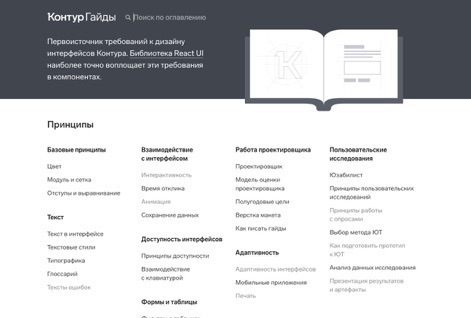 Контур Гайды
Поиск по оглавлению
Первоисточник требований к дизайну
интерфейсов Контура. Библиотека React UI
наиболее точно воплощает эти требования
в компонентах.
Принципы
Базовые принципы
Цвет
Модуль и сетка
Отступы и выравнивание
Текст
Текст в интерфейсе
Текстовые стили
Типографика
Глоссарий
Тексты ошибок
Взаимодействие
с интерфейсом
Интерактивность
Время отклика
Анимация
Сохранение данных
Доступность интерфейсов
Принципы доступности
Взаимодействие
с клавиатурой
Формы и таблицы
Работа проектировщика
Проектировщик
Модель оценки
проектировщика
Полугодовые цели
Верстка макета
Как писать гайды
Адаптивность
Адаптивность интерфейсов
Мобильные приложения
Печать
Пользовательские
исследования
Юзабилист
Принципы пользовательских
исследований
Принципы работы
с опросами
Выбор метода ЮТ
Как подготовить прототип
к ЮТ
Анализ данных исследования
Презентация результатов
и артефакты